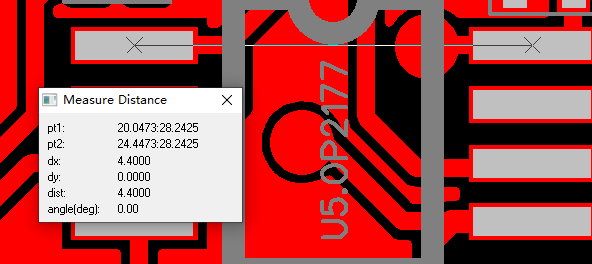 Measure Distance
pt1: 20.0473:28.2425
pt2: 24.4473:28.2425
dx: 4.4000
dy: 0.0000
dist: 4.4000
angle(deg): 0.00
U5.OP2177